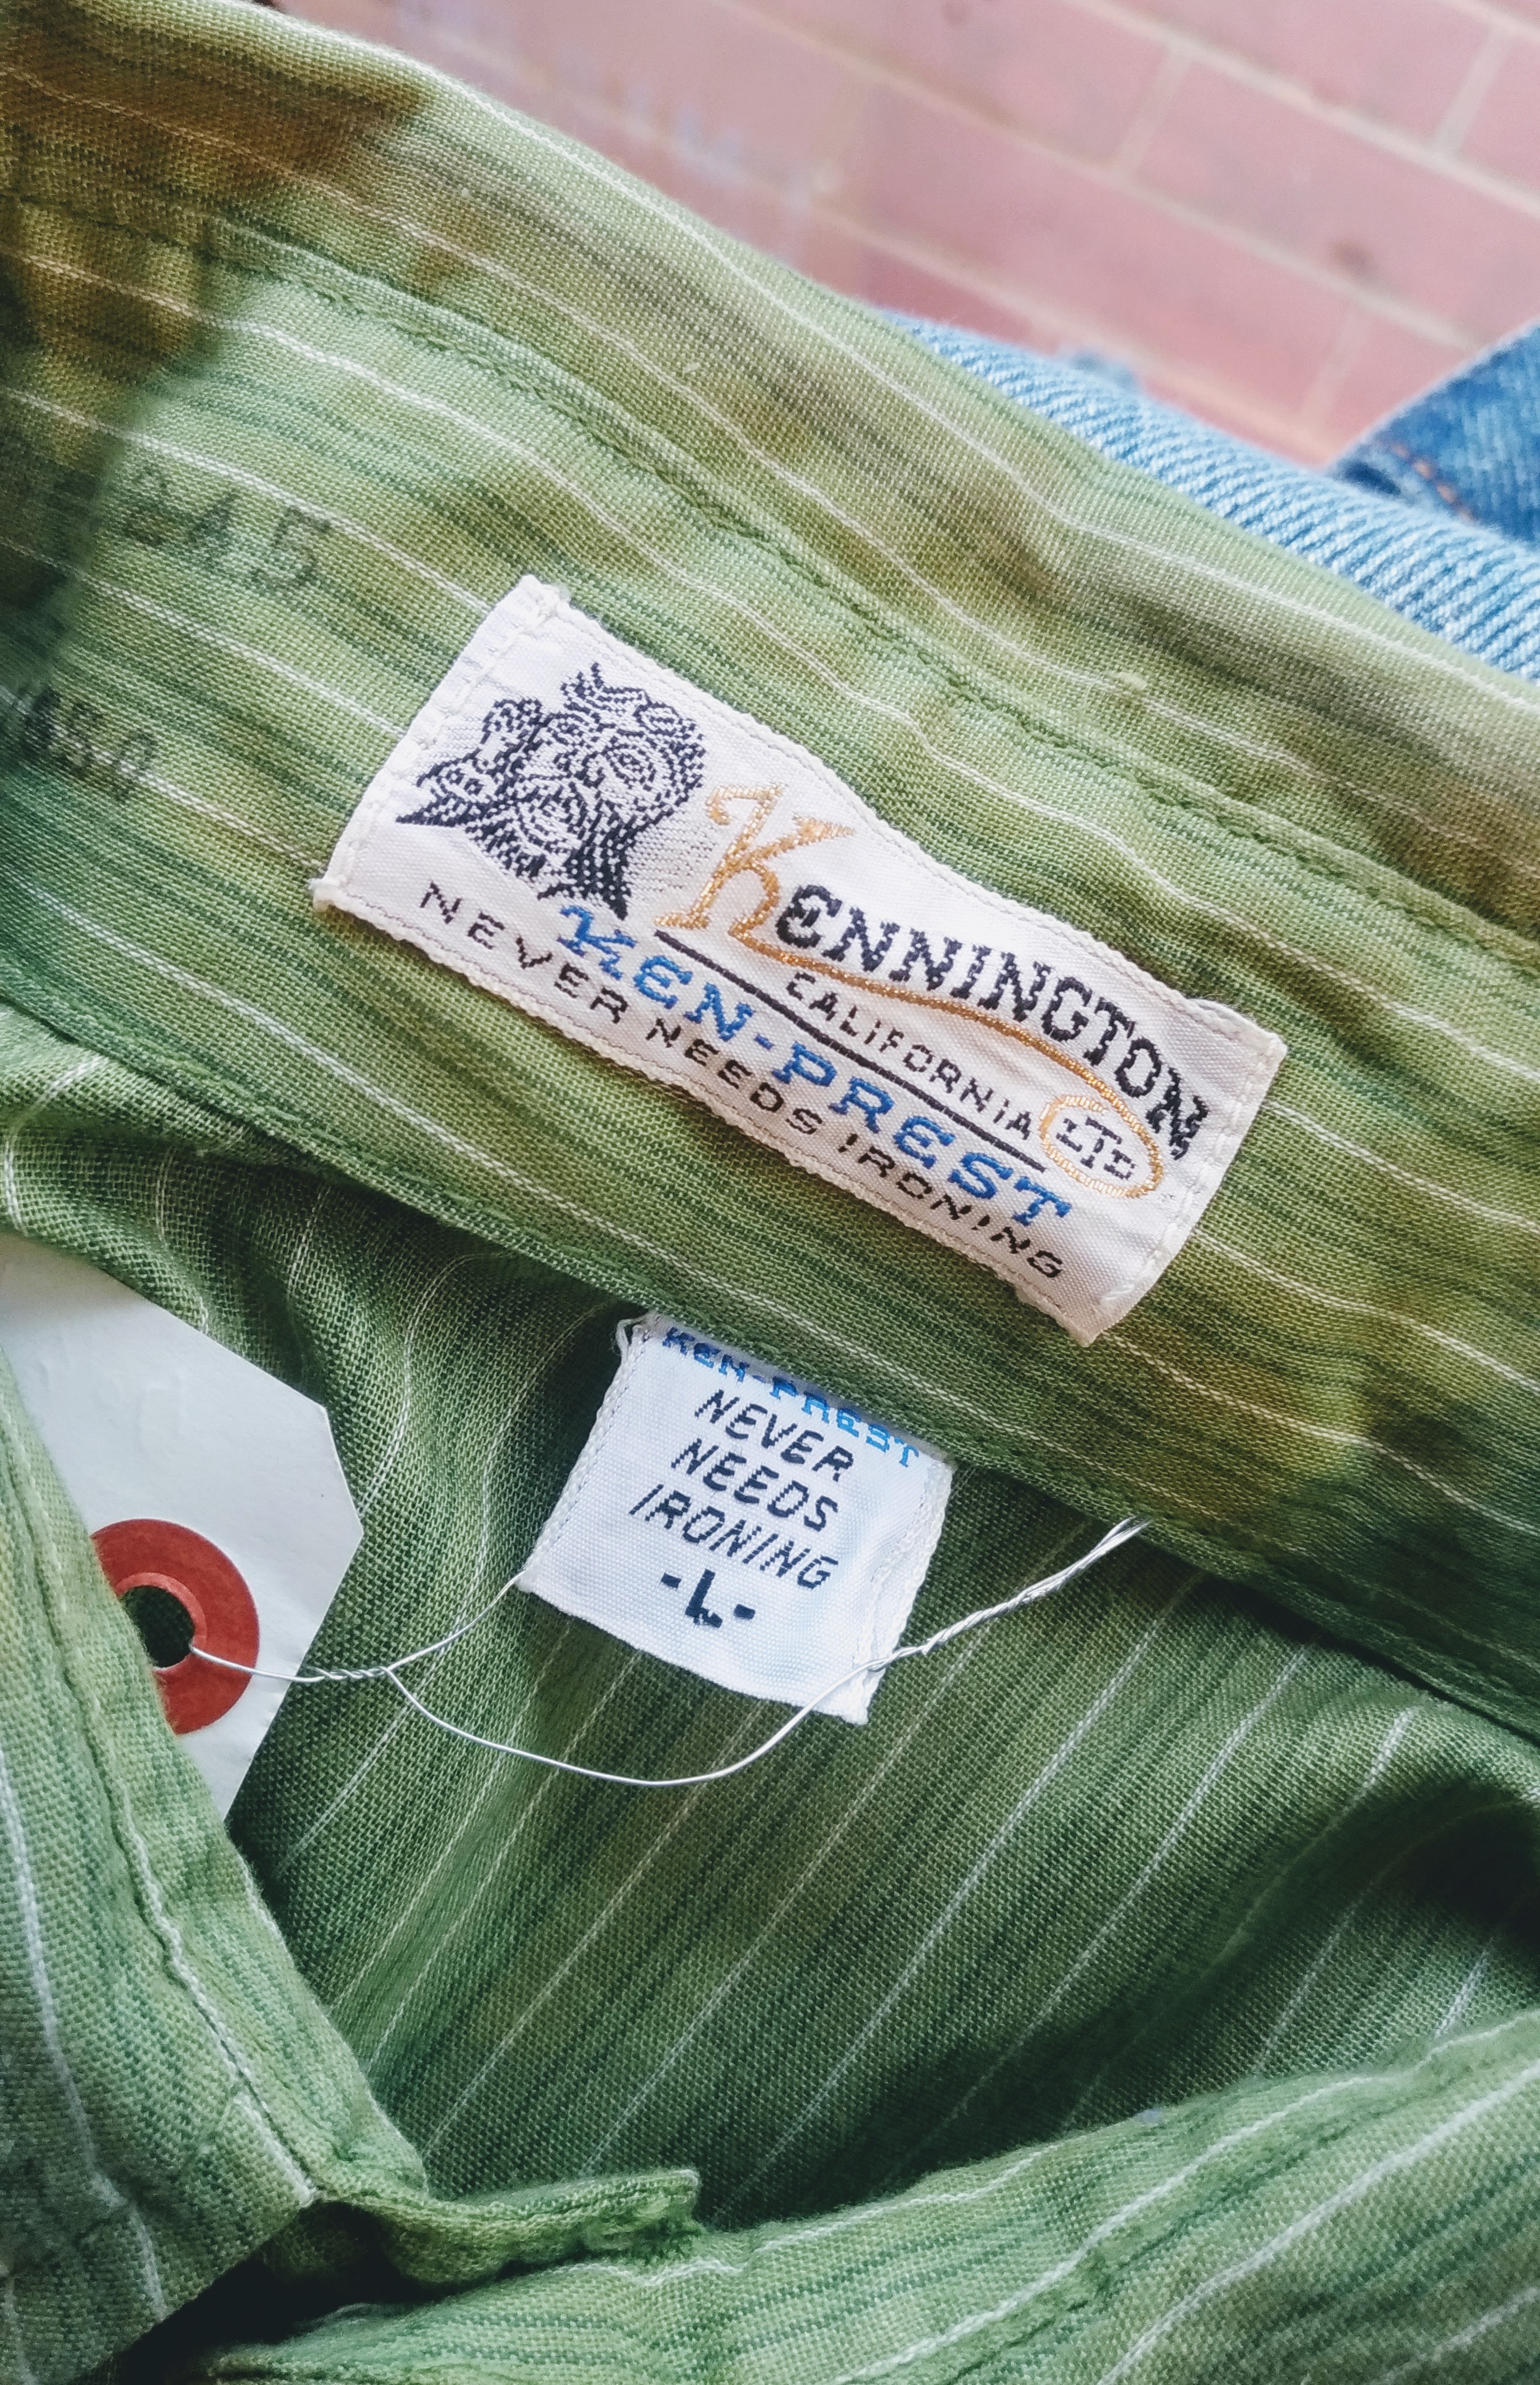 KENNINGTON
CALIFORNIA
LTD
KEN-PREST
NEVER NEEDS IRONING
KEN-PREST
NEVER
NEEDS
IRONING
-L-